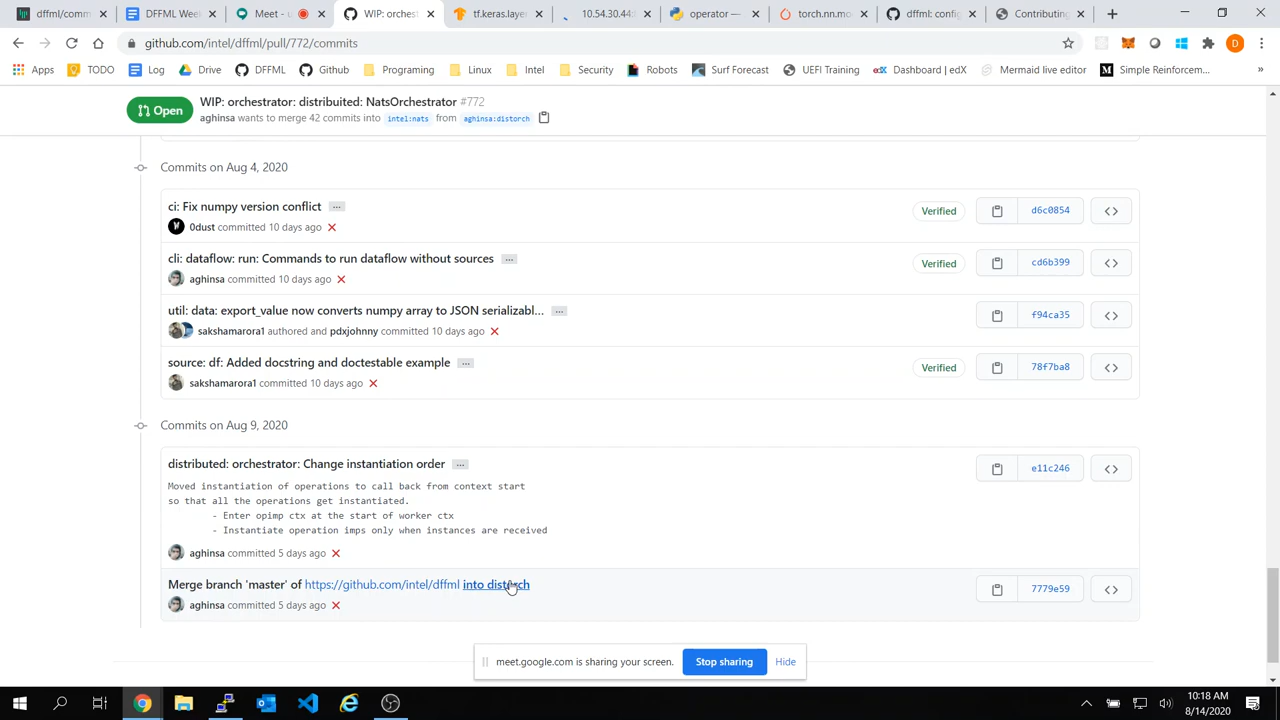 dffml/comm
DFFML Wee
Meet - u
WIP: orches
tf.keras.layer
10.54.30.44:
operator —
torch.nn.mo
dffml: config
Contributing
github.com/intel/dffml/pull/772/commits
Apps
TODO
Log
Drive
DFFML
Github
Programing
Linux
Intel
Security
Robots
Surf Forecast
UEFI Training
Dashboard | edX
Mermaid live editor
Simple Reinforcem...
Open
WIP: orchestrator: distribuited: NatsOrchestrator #772
aghinsa wants to merge 42 commits into intel:nats from aghinsa:distorch
Commits on Aug 4, 2020
ci: Fix numpy version conflict ...
0dust committed 10 days ago
Verified
d6c0854
cli: dataflow: run: Commands to run dataflow without sources ...
aghinsa committed 10 days ago
Verified
cd6b399
util: data: export_value now converts numpy array to JSON serializabl... ...
sakshamarora1 authored and pdxjohnny committed 10 days ago
f94ca35
source: df: Added docstring and doctestable example ...
sakshamarora1 committed 10 days ago
Verified
78f7ba8
Commits on Aug 9, 2020
distributed: orchestrator: Change instantiation order ...
e11c246
Moved instantiation of operations to call back from context start
so that all the operations get instantiated.
- Enter opimp ctx at the start of worker ctx
- Instantiate operation imps only when instances are received
aghinsa committed 5 days ago
Merge branch 'master' of https://github.com/intel/dffml into distorch
aghinsa committed 5 days ago
7779e59
meet.google.com is sharing your screen.
Stop sharing
Hide
10:18 AM
8/14/2020